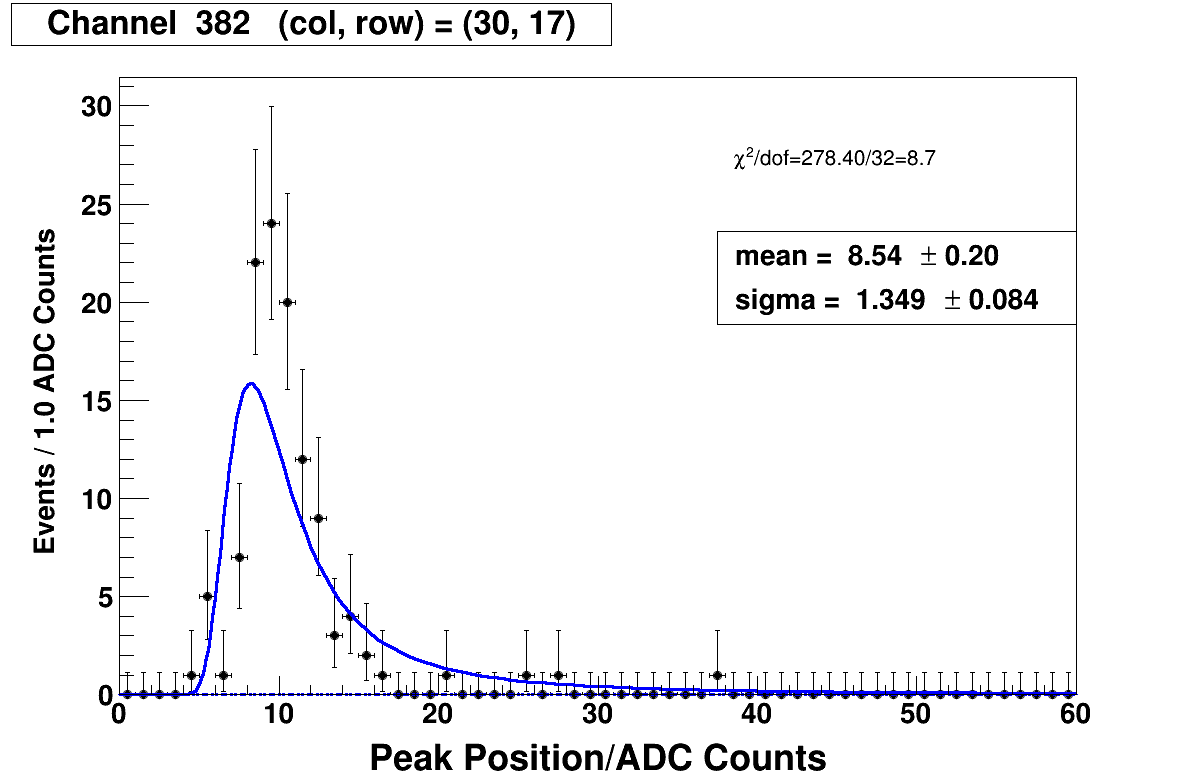 Channel 382 (col, row) = (30, 17)
χ²/dof=278.40/32=8.7
mean = 8.54 ± 0.20
sigma = 1.349 ± 0.084
Events / 1.0 ADC Counts
30
25
20
15
10
5
0
0 10 20 30 40 50 60
Peak Position/ADC Counts